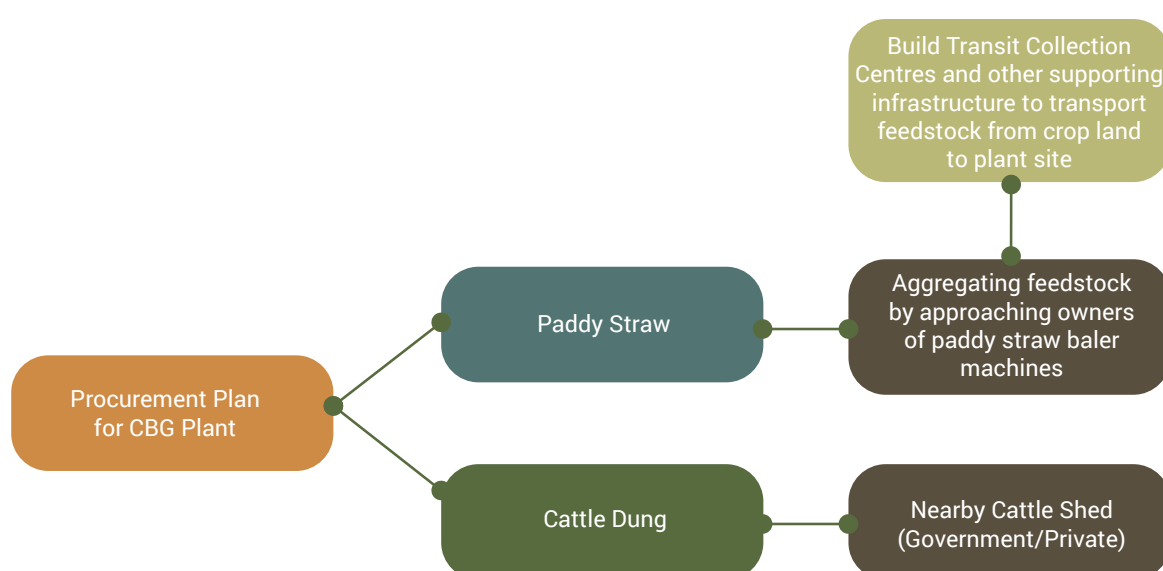 Build Transit Collection
Centres and other supporting
infrastructure to transport
feedstock from crop land
to plant site
Paddy Straw
Aggregating feedstock
by approaching owners
of paddy straw baler
machines
Procurement Plan
for CBG Plant
Cattle Dung
Nearby Cattle Shed
(Government/Private)